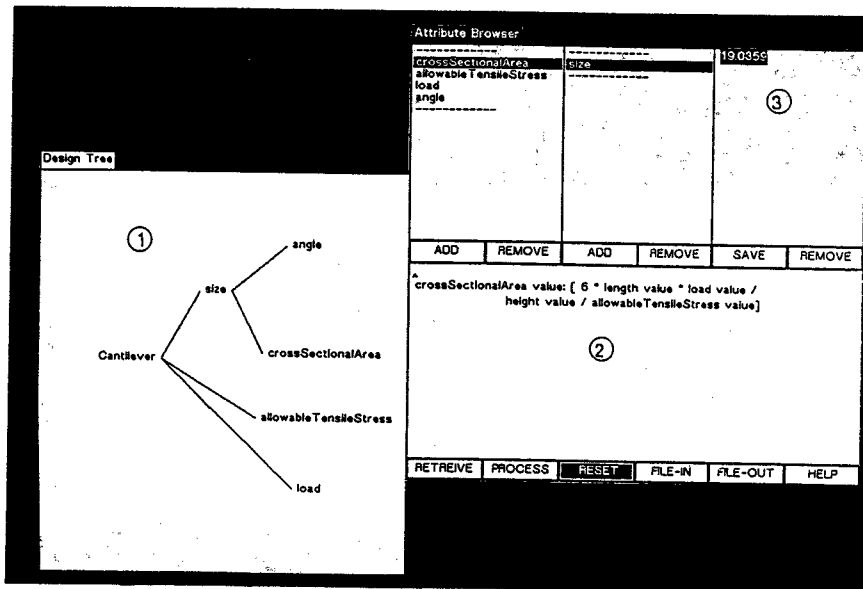 Attribute Browser
crossSectionalArea
allowableTensileStress
load
angle
size
19.0359
3
ADD REMOVE ADD REMOVE SAVE REMOVE
crossSectionalArea value: [ 6 * length value * load value /
height value / allowableTensileStress value]
2
RETREIVE PROCESS RESET FILE-IN FILE-OUT HELP
Design Tree
1
angle
size
Cantilever
crossSectionalArea
allowableTensileStress
load